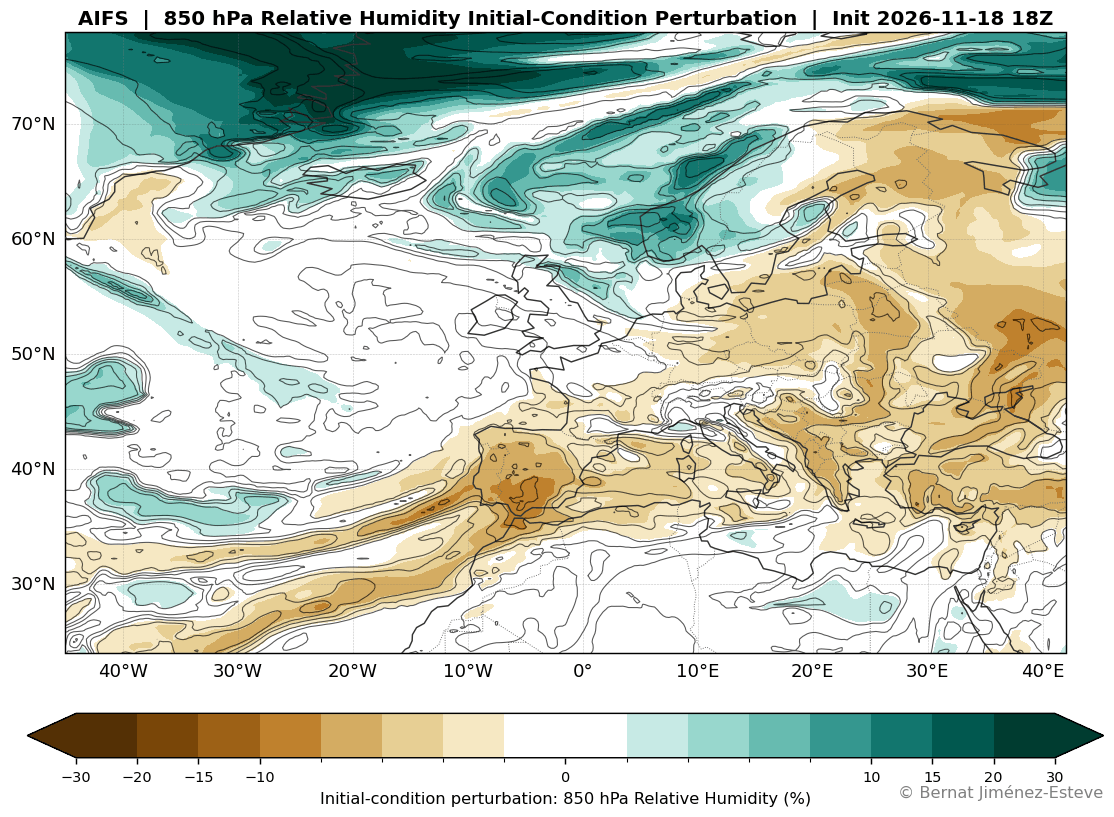 AIFS | 850 hPa Relative Humidity Initial-Condition Perturbation | Init 2026-11-18 18Z
70°N
60°N
50°N
40°N
30°N
40°W 30°W 20°W 10°W 0° 10°E 20°E 30°E 40°E
−30 −20 −15 −10 0 10 15 20 30
Initial-condition perturbation: 850 hPa Relative Humidity (%)
© Bernat Jiménez-Esteve